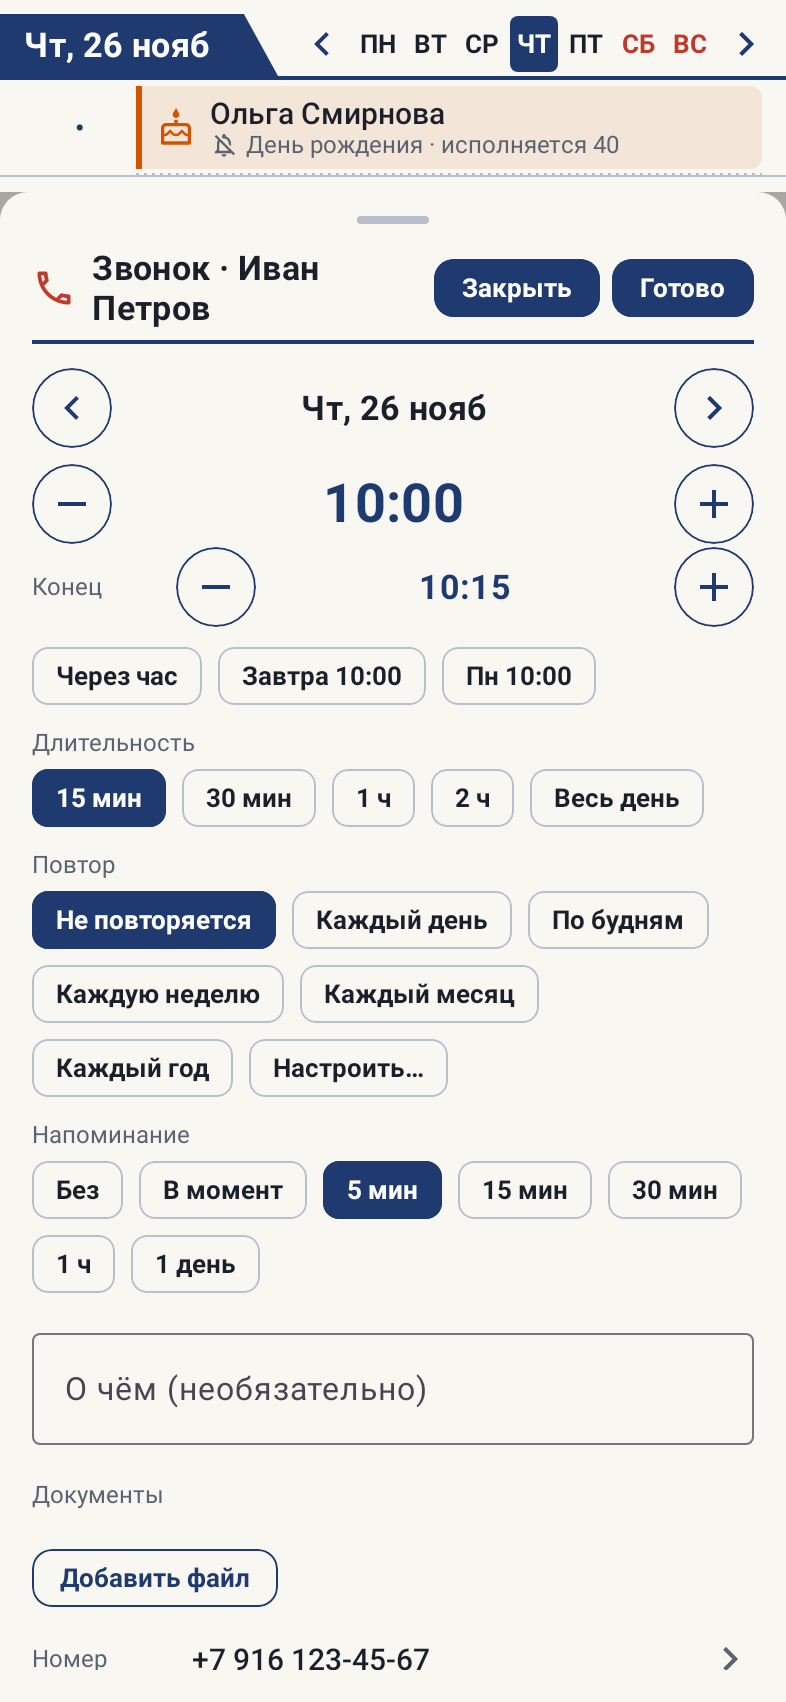 Чт, 26 нояб ПН ВТ СР ЧТ ПТ СБ ВС
Ольга Смирнова
День рождения · исполняется 40
Звонок · Иван
Петров
Закрыть Готово
Чт, 26 нояб
10:00
Конец 10:15
Через час Завтра 10:00 Пн 10:00
Длительность
15 мин 30 мин 1 ч 2 ч Весь день
Повтор
Не повторяется Каждый день По будням
Каждую неделю Каждый месяц
Каждый год Настроить...
Напоминание
Без В момент 5 мин 15 мин 30 мин
1 ч 1 день
О чём (необязательно)
Документы
Добавить файл
Номер +7 916 123-45-67